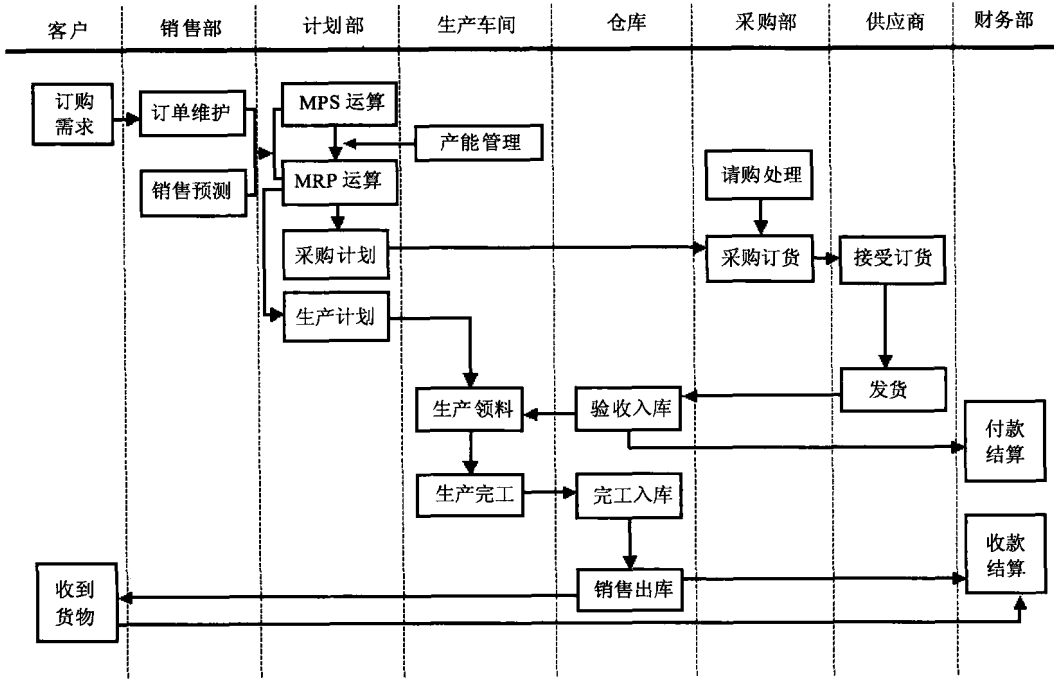 客户 销售部 计划部 生产车间 仓库 采购部 供应商 财务部
订购
需求
订单维护
MPS 运算
产能管理
销售预测
MRP 运算
请购处理
采购计划
采购订货
接受订货
生产计划
生产领料
验收入库
发货
付款
结算
生产完工
完工入库
收款
结算
收到
货物
销售出库